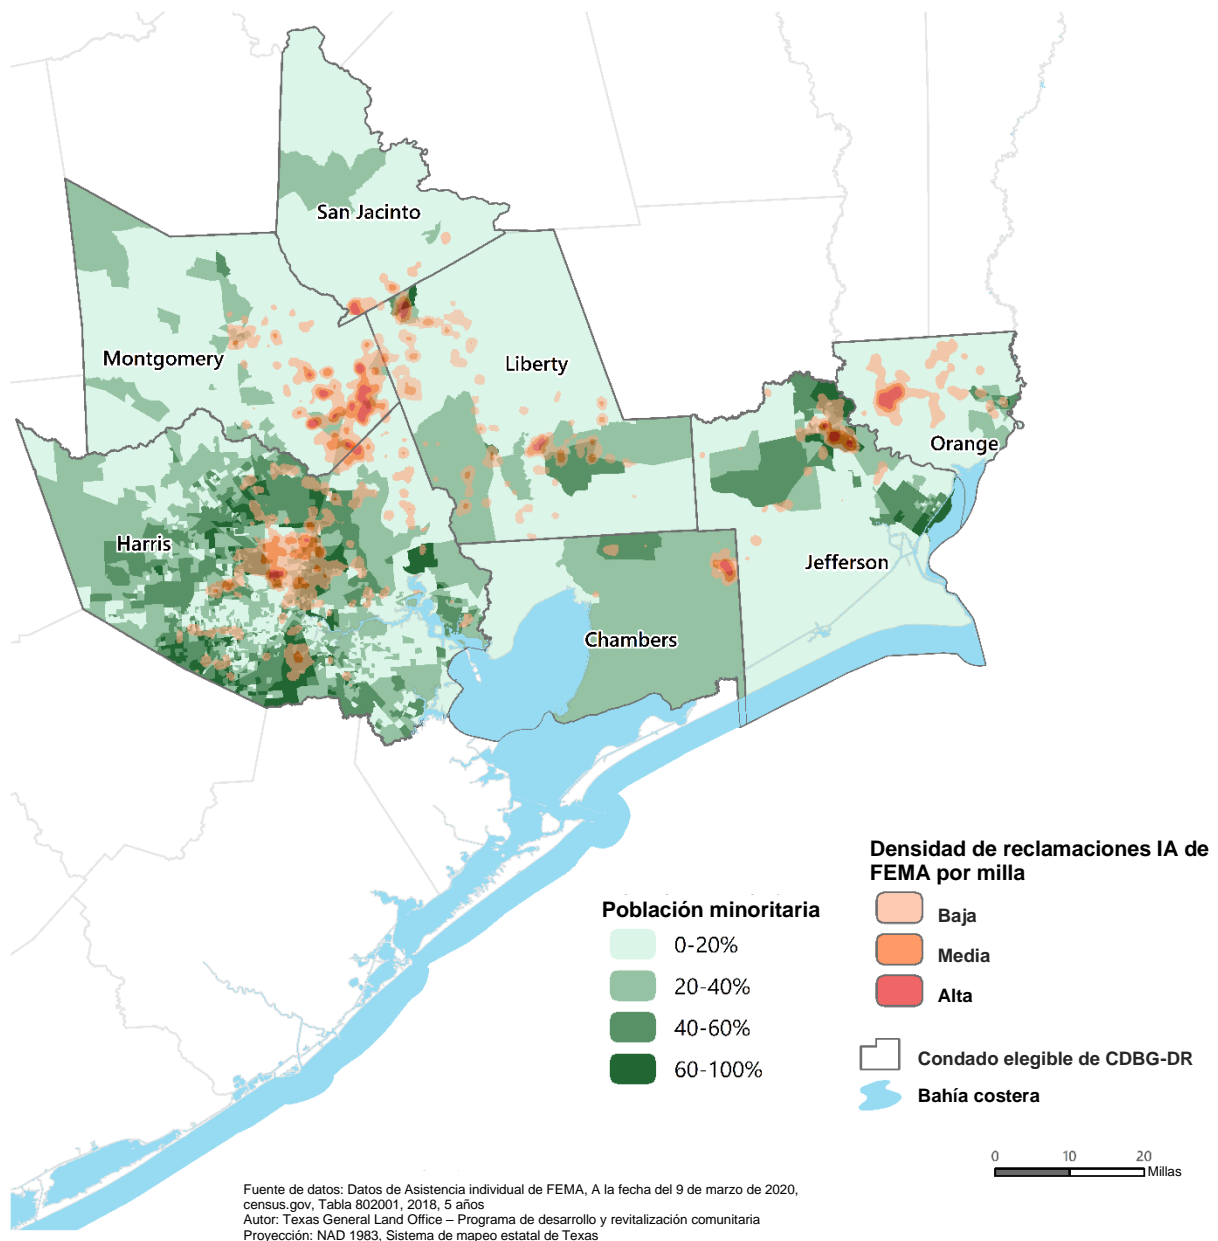 San Jacinto
Montgomery
Liberty
Orange
Harris
Jefferson
Chambers
Densidad de reclamaciones IA de
FEMA por milla
Baja
Media
Alta
Población minoritaria
0-20%
20-40%
40-60%
60-100%
Condado elegible de CDBG-DR
Bahía costera
0 10 20
Millas
Fuente de datos: Datos de Asistencia individual de FEMA, A la fecha del 9 de marzo de 2020,
census.gov, Tabla 802001, 2018, 5 años
Autor: Texas General Land Office – Programa de desarrollo y revitalización comunitaria
Proyección: NAD 1983, Sistema de mapeo estatal de Texas